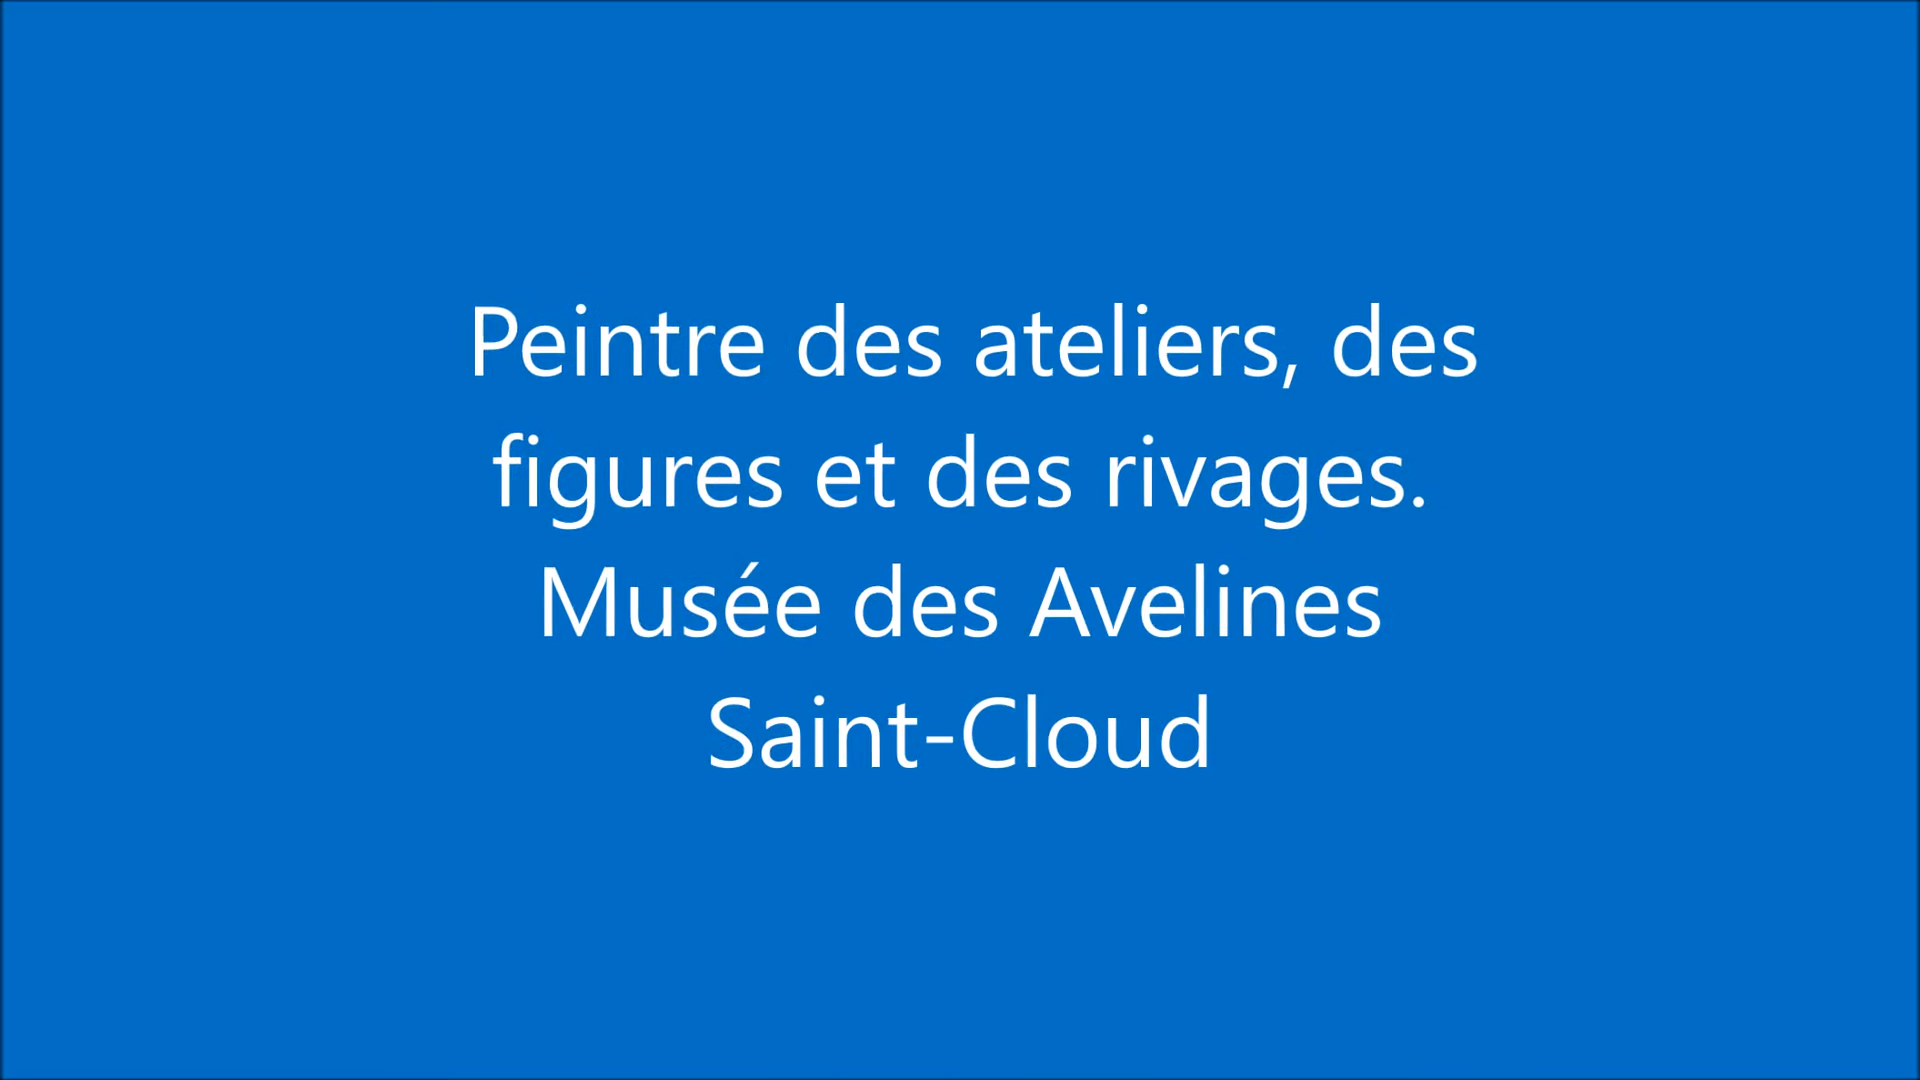 Peintre des ateliers, des
figures et des rivages.
Musée des Avelines
Saint-Cloud